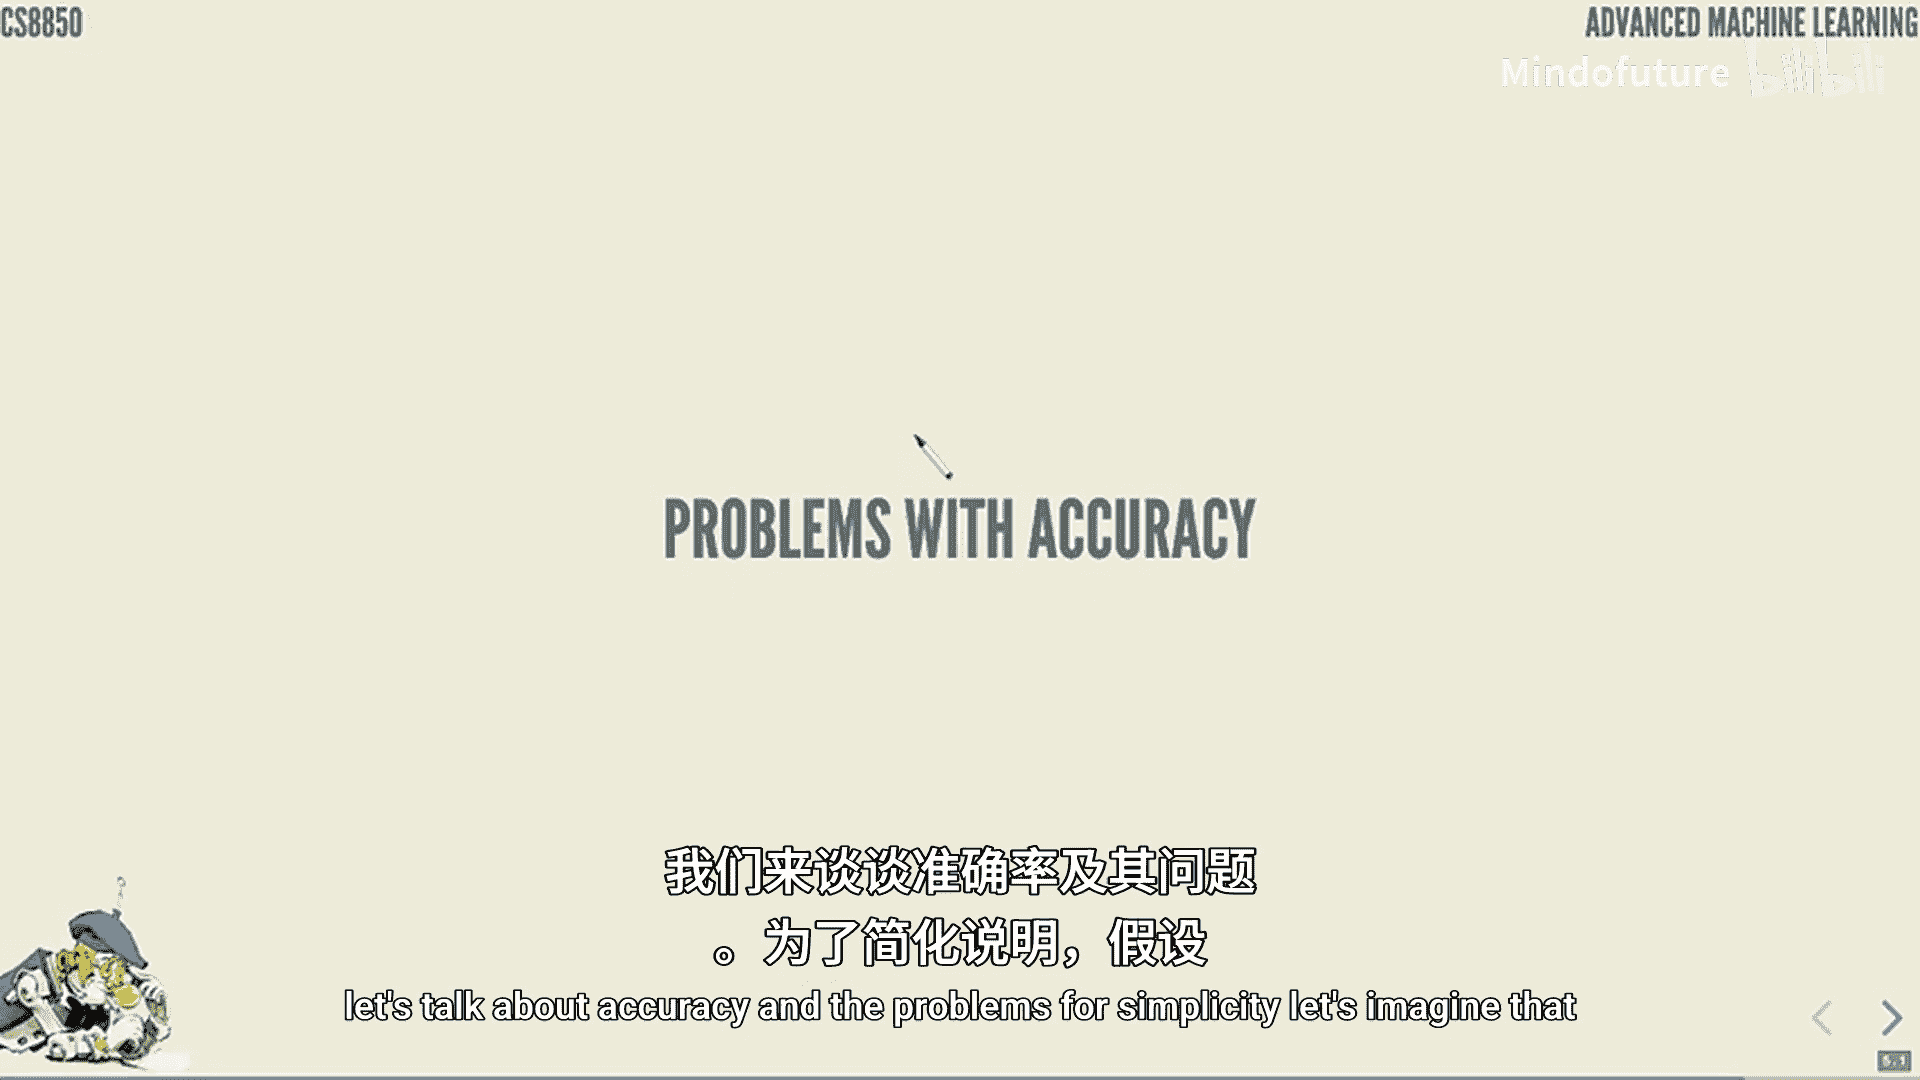 CS8850
ADVANCED MACHINE LEARNING
Mindofuture bilibili
PROBLEMS WITH ACCURACY
我们来谈谈准确率及其问题
。为了简化说明，假设
let's talk about accuracy and the problems for simplicity let's imagine that